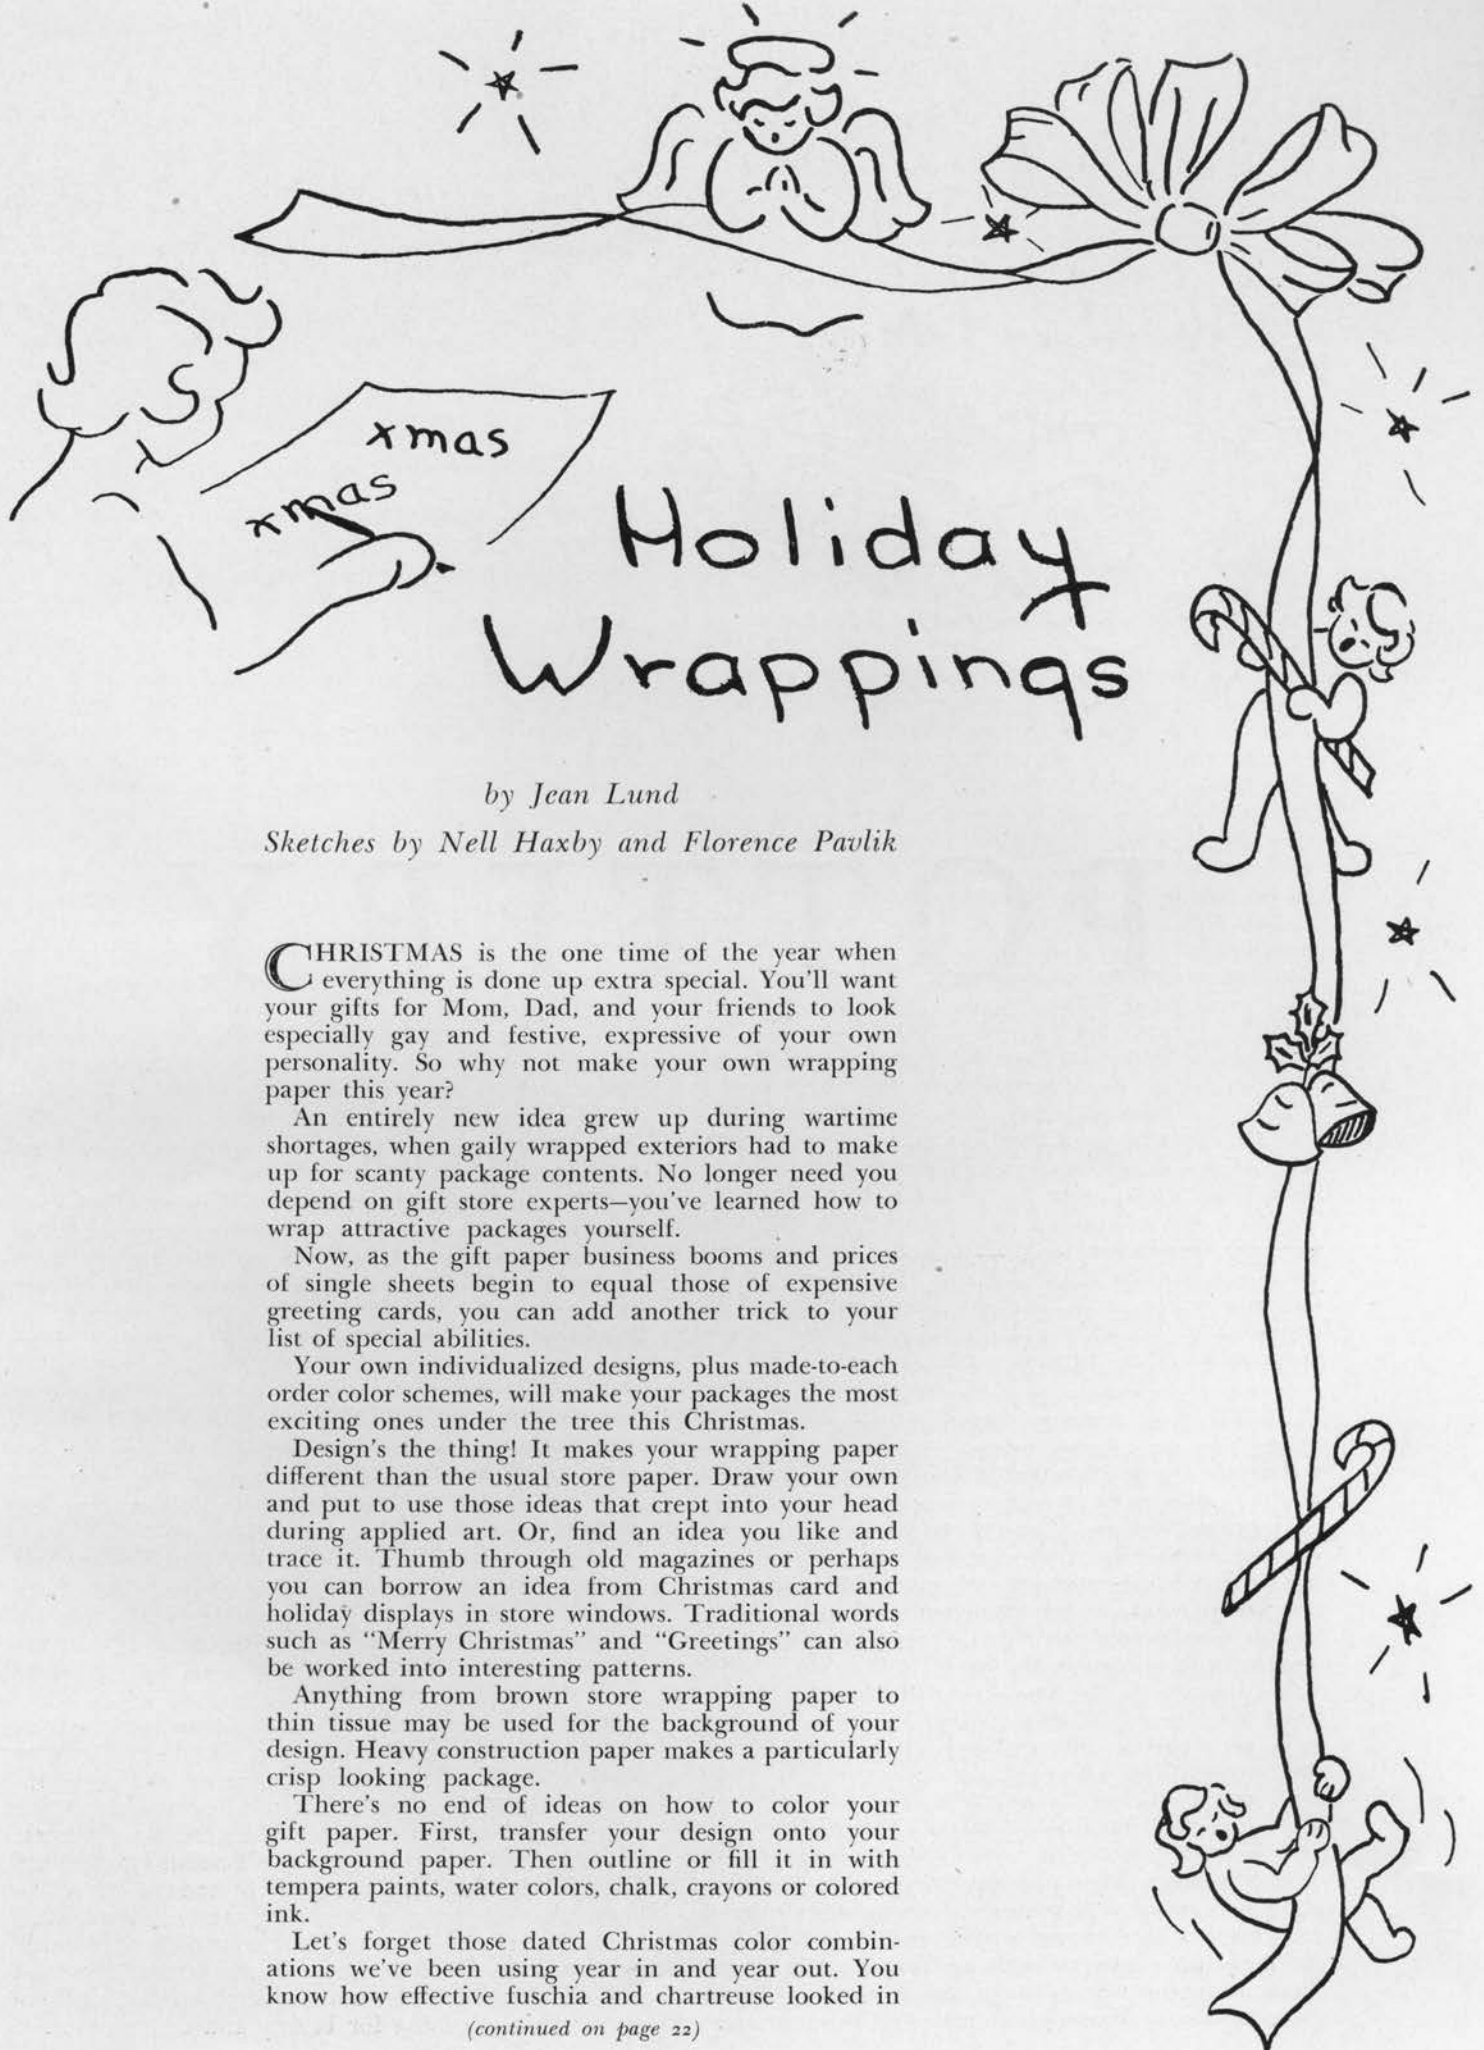 xmas
xmas
Holiday
Wrappings
by Jean Lund
Sketches by Nell Haxby and Florence Pavlik
CHRISTMAS is the one time of the year when
everything is done up extra special. You'll want
your gifts for Mom, Dad, and your friends to look
especially gay and festive, expressive of your own
personality. So why not make your own wrapping
paper this year?
An entirely new idea grew up during wartime
shortages, when gaily wrapped exteriors had to make
up for scanty package contents. No longer need you
depend on gift store experts—you've learned how to
wrap attractive packages yourself.
Now, as the gift paper business booms and prices
of single sheets begin to equal those of expensive
greeting cards, you can add another trick to your
list of special abilities.
Your own individualized designs, plus made-to-each
order color schemes, will make your packages the most
exciting ones under the tree this Christmas.
Design's the thing! It makes your wrapping paper
different than the usual store paper. Draw your own
and put to use those ideas that crept into your head
during applied art. Or, find an idea you like and
trace it. Thumb through old magazines or perhaps
you can borrow an idea from Christmas card and
holiday displays in store windows. Traditional words
such as "Merry Christmas" and "Greetings" can also
be worked into interesting patterns.
Anything from brown store wrapping paper to
thin tissue may be used for the background of your
design. Heavy construction paper makes a particularly
crisp looking package.
There's no end of ideas on how to color your
gift paper. First, transfer your design onto your
background paper. Then outline or fill it in with
tempera paints, water colors, chalk, crayons or colored
ink.
Let's forget those dated Christmas color combin-
ations we've been using year in and year out. You
know how effective fuschia and chartreuse looked in
(continued on page 22)